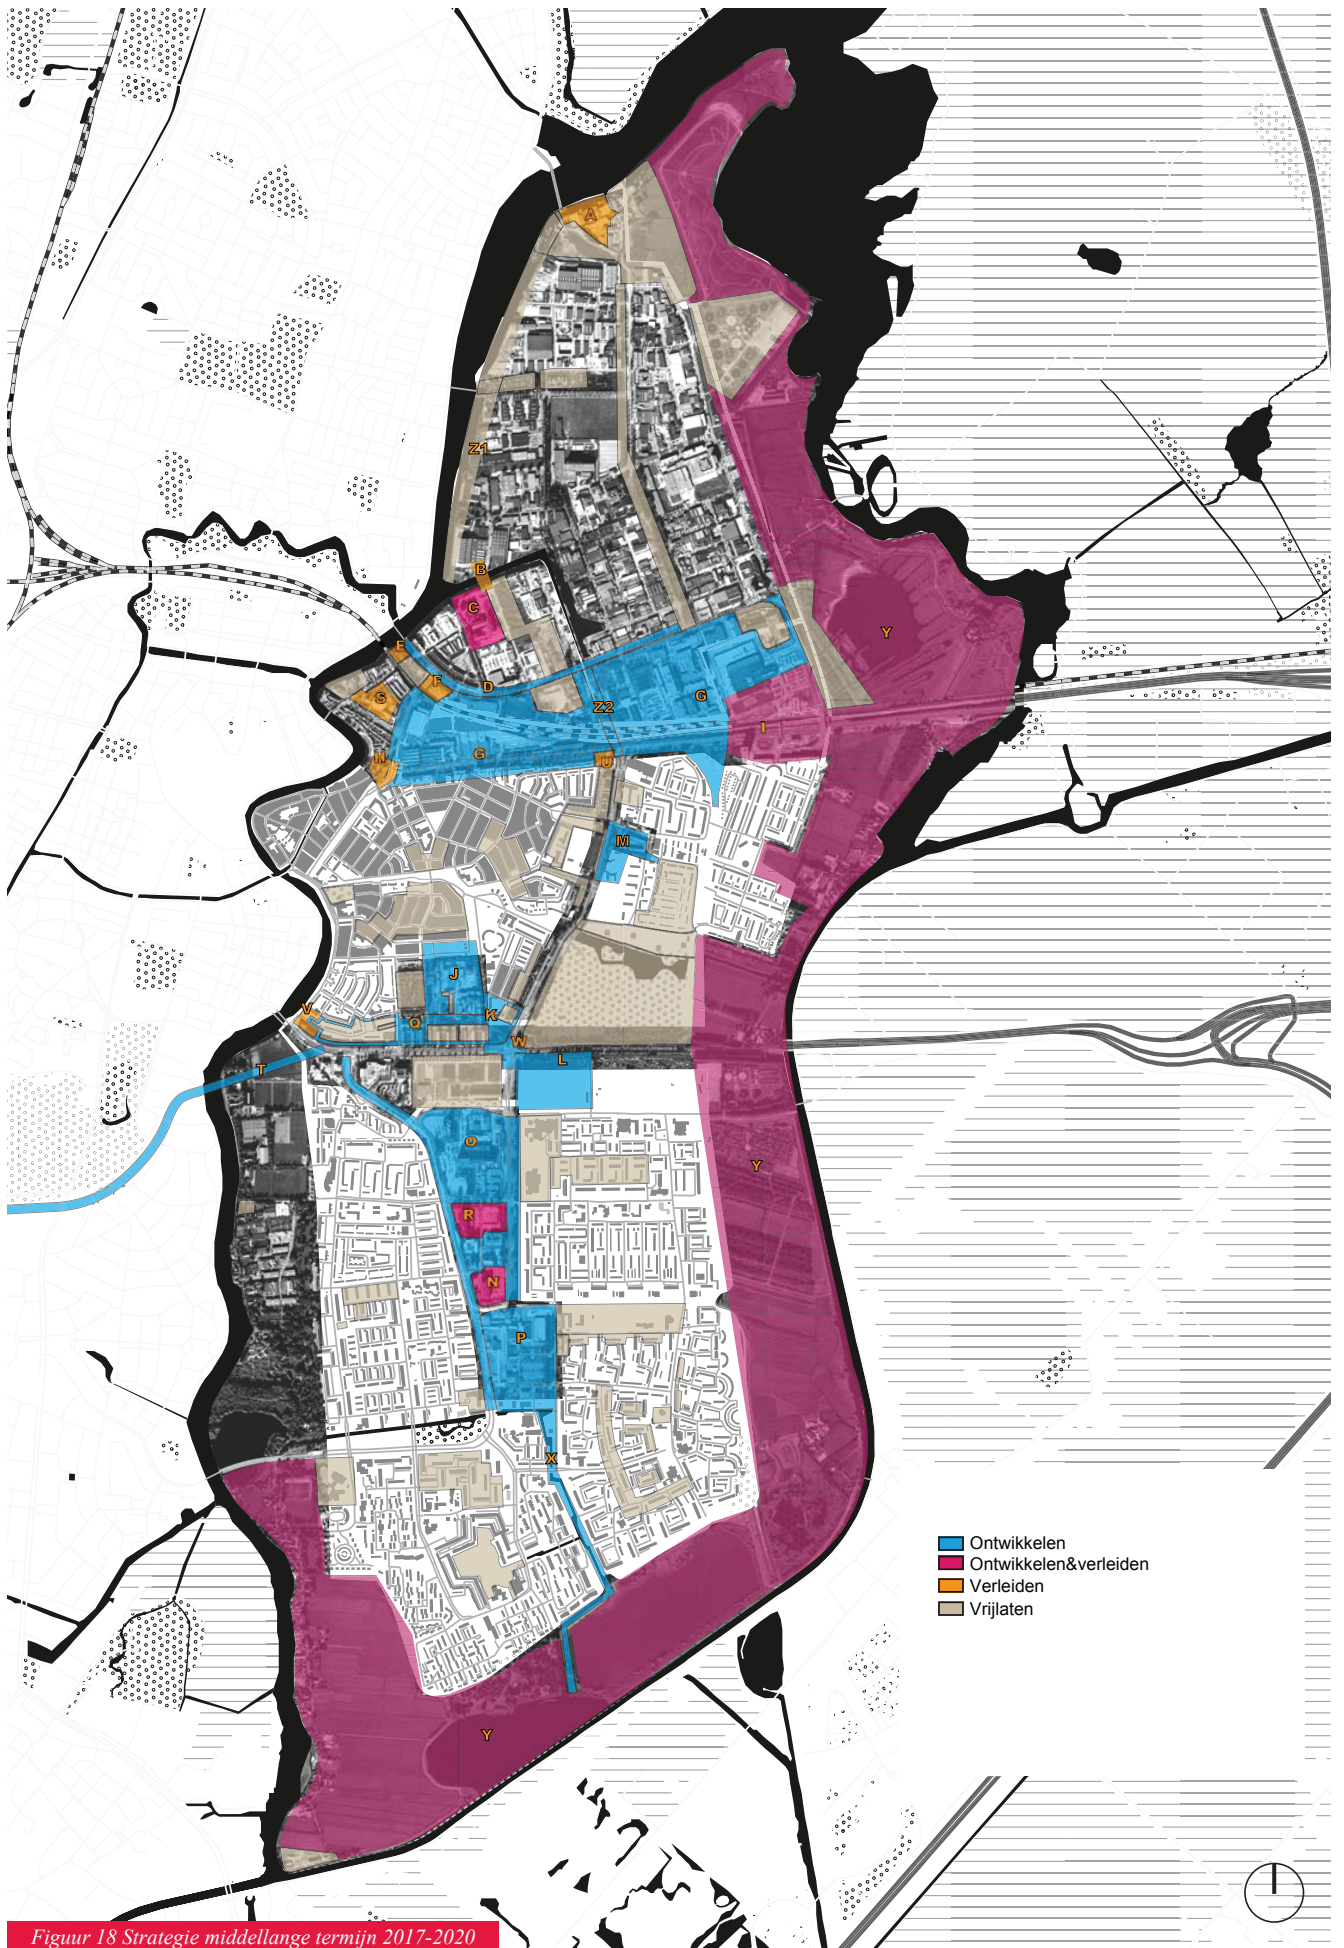 A
Z1
B
C
E
F
D
S
Y
G
Z2
I
H
G
U
M
J
V
Q
K
W
T
L
O
Y
R
N
P
X
Y
Ontwikkelen
Ontwikkelen&verleiden
Verleiden
Vrijlaten
Figuur 18 Strategie middellange termijn 2017-2020